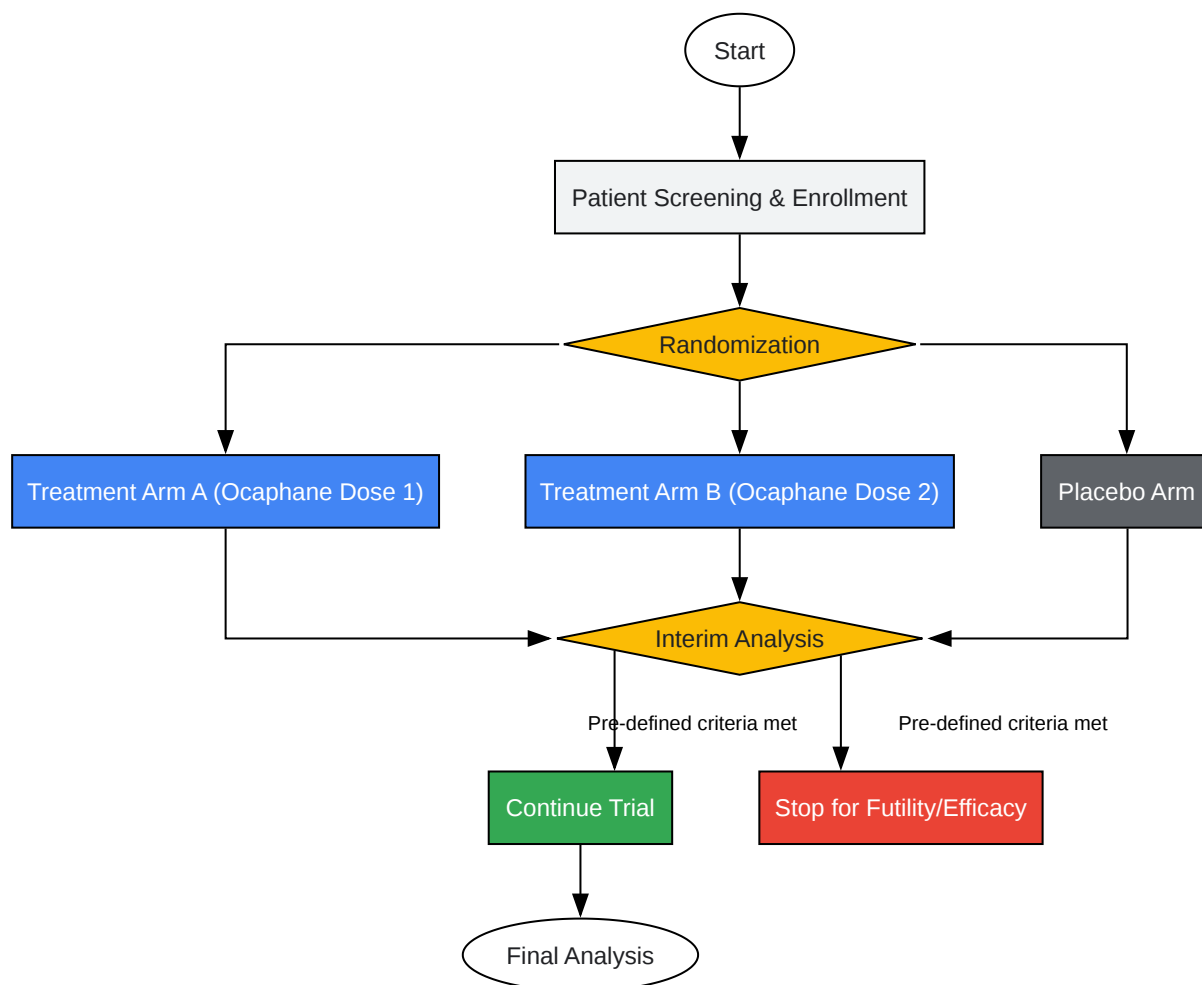 Start
Patient Screening & Enrollment
Randomization
Treatment Arm A (Ocaphane Dose 1)
Treatment Arm B (Ocaphane Dose 2)
Placebo Arm
Interim Analysis
Pre-defined criteria met
Pre-defined criteria met
Continue Trial
Stop for Futility/Efficacy
Final Analysis